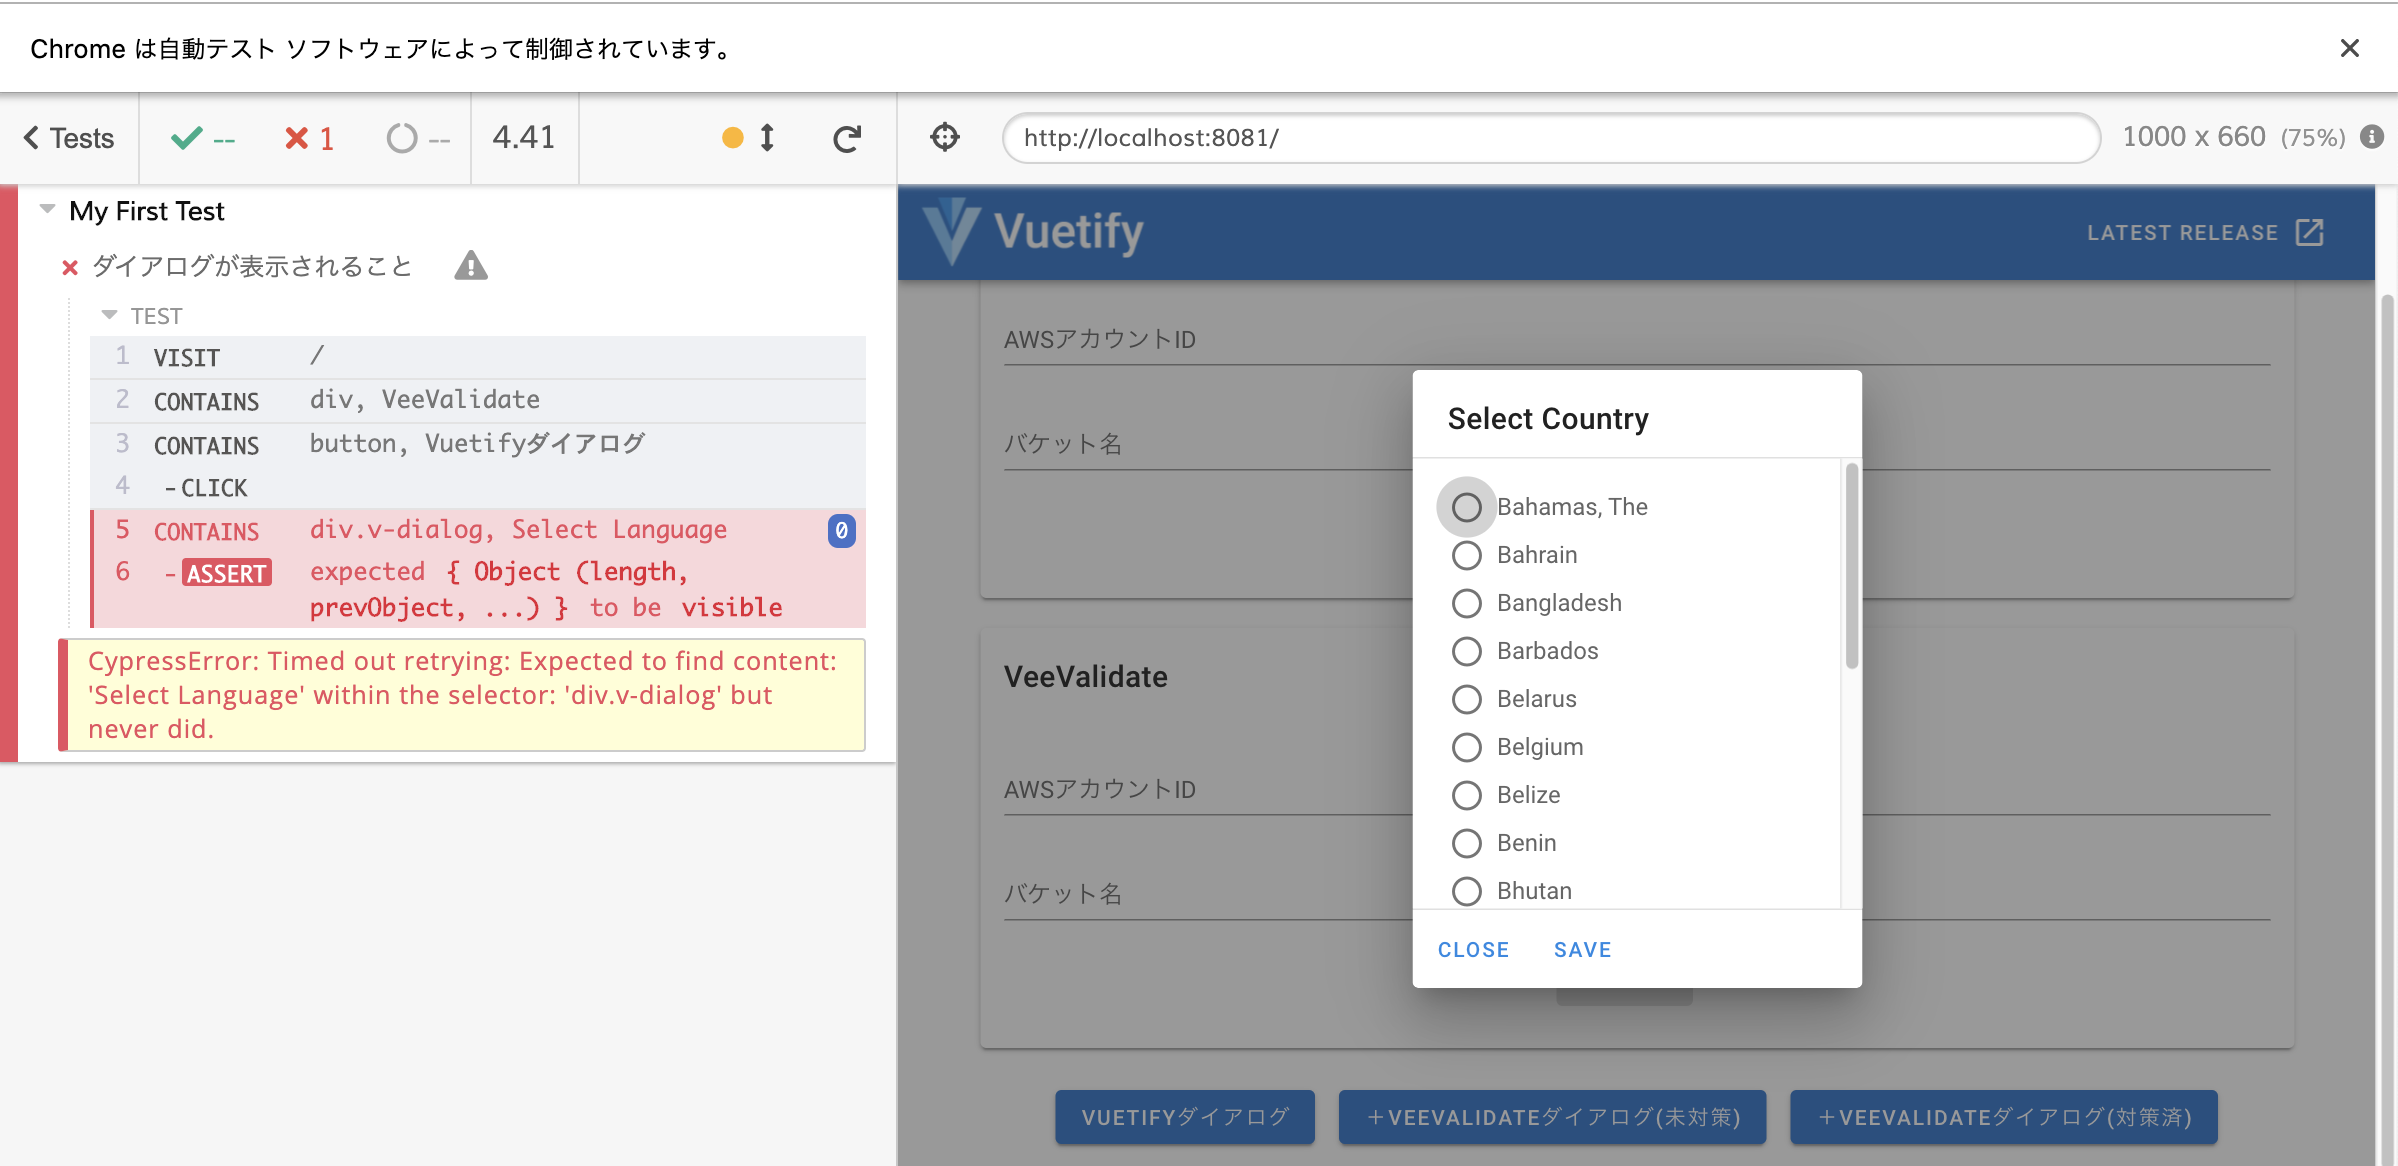 Chrome は自動テスト ソフトウェアによって制御されています。
Tests
--
1
--
4.41
http://localhost:8081/
1000 x 660 (75%)
My First Test
ダイアログが表示されること
TEST
1 VISIT /
2 CONTAINS div, VeeValidate
3 CONTAINS button, Vuetifyダイアログ
4 -CLICK
5 CONTAINS div.v-dialog, Select Language 0
6 -ASSERT expected { Object (length,
prevObject, ...) } to be visible
CypressError: Timed out retrying: Expected to find content:
'Select Language' within the selector: 'div.v-dialog' but
never did.
Vuetify
LATEST RELEASE
AWSアカウントID
バケット名
VeeValidate
AWSアカウントID
バケット名
Select Country
Bahamas, The
Bahrain
Bangladesh
Barbados
Belarus
Belgium
Belize
Benin
Bhutan
CLOSE SAVE
VUETIFYダイアログ
+VEEVALIDATEダイアログ(未対策)
+VEEVALIDATEダイアログ(対策済)